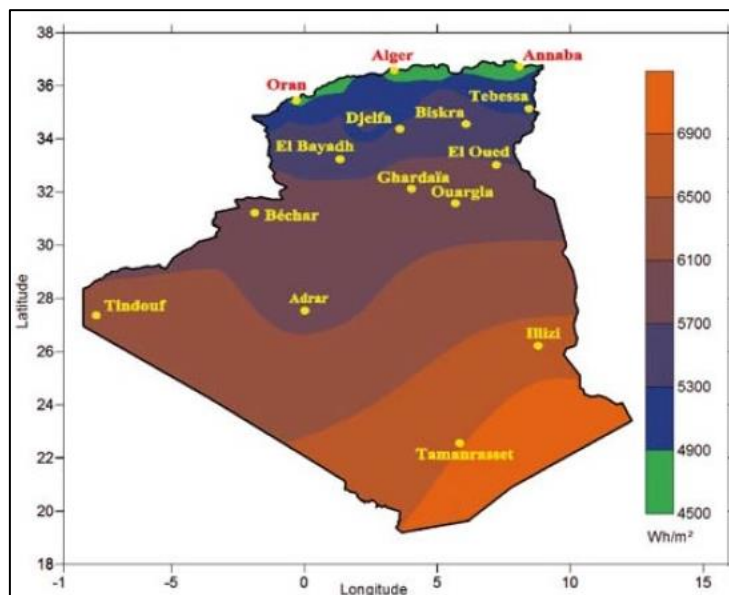 38
36
34
32
30
28
26
24
22
20
18
Latitude
-1
-5
0
5
10
Longitude
Alger
Annaba
Oran
Tebessa
Biskra
Djelfa
El Bayadh
El Oued
Ghardaïa
Ouargla
Béchar
Adrar
Tindouf
Illizi
Tamanrasset
6900
6500
6100
5700
5300
4900
4500
Wh/m²